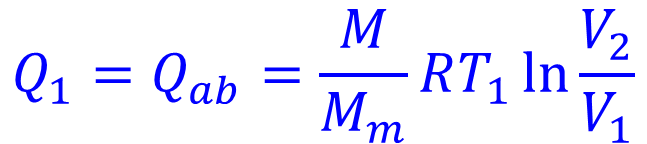 Q₁ = Q_ab = M/M_m RT₁ ln V₂/V₁